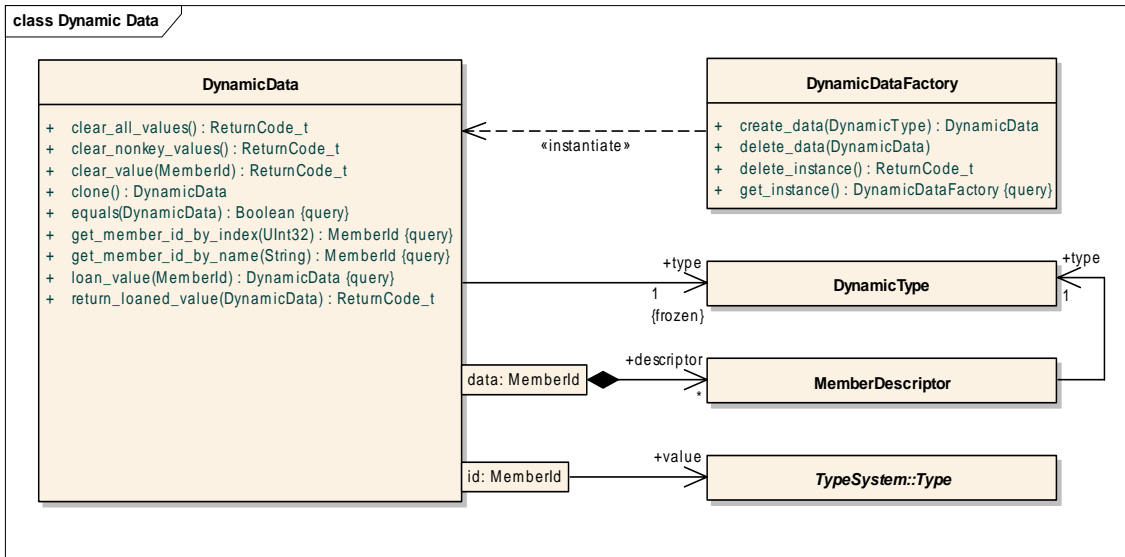 class Dynamic Data
DynamicData
+ clear_all_values() : ReturnCode_t
+ clear_nonkey_values() : ReturnCode_t
+ clear_value(MemberId) : ReturnCode_t
+ clone() : DynamicData
+ equals(DynamicData) : Boolean {query}
+ get_member_id_by_index(UInt32) : MemberId {query}
+ get_member_id_by_name(String) : MemberId {query}
+ loan_value(MemberId) : DynamicData {query}
+ return_loaned_value(DynamicData) : ReturnCode_t
«instantiate»
DynamicDataFactory
+ create_data(DynamicType) : DynamicData
+ delete_data(DynamicData)
+ delete_instance() : ReturnCode_t
+ get_instance() : DynamicDataFactory {query}
+type
1
{frozen}
DynamicType
+type
1
data: MemberId
+descriptor
*
MemberDescriptor
id: MemberId
+value
TypeSystem::Type